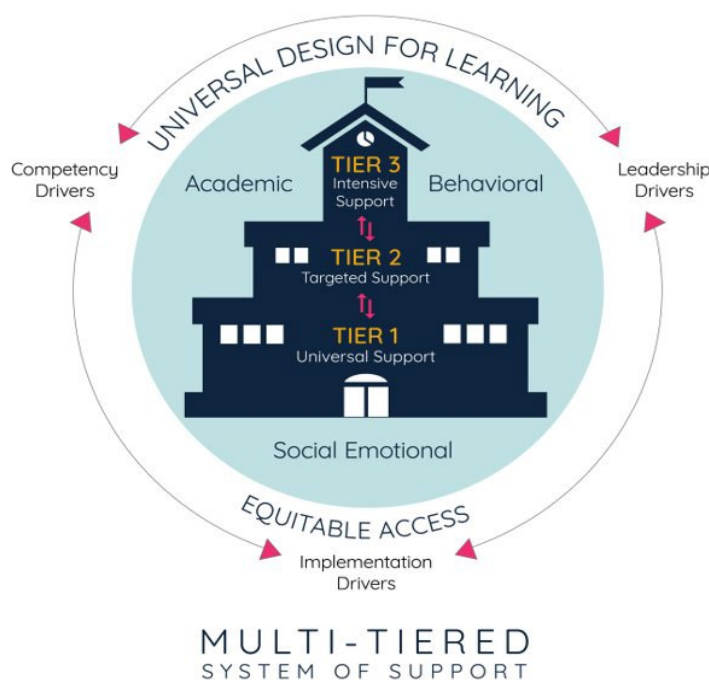 UNIVERSAL DESIGN FOR LEARNING
Competency
Drivers
Leadership
Drivers
Academic
Behavioral
TIER 3
Intensive
Support
TIER 2
Targeted Support
TIER 1
Universal Support
Social Emotional
EQUITABLE ACCESS
Implementation
Drivers
MULTI-TIERED
SYSTEM OF SUPPORT